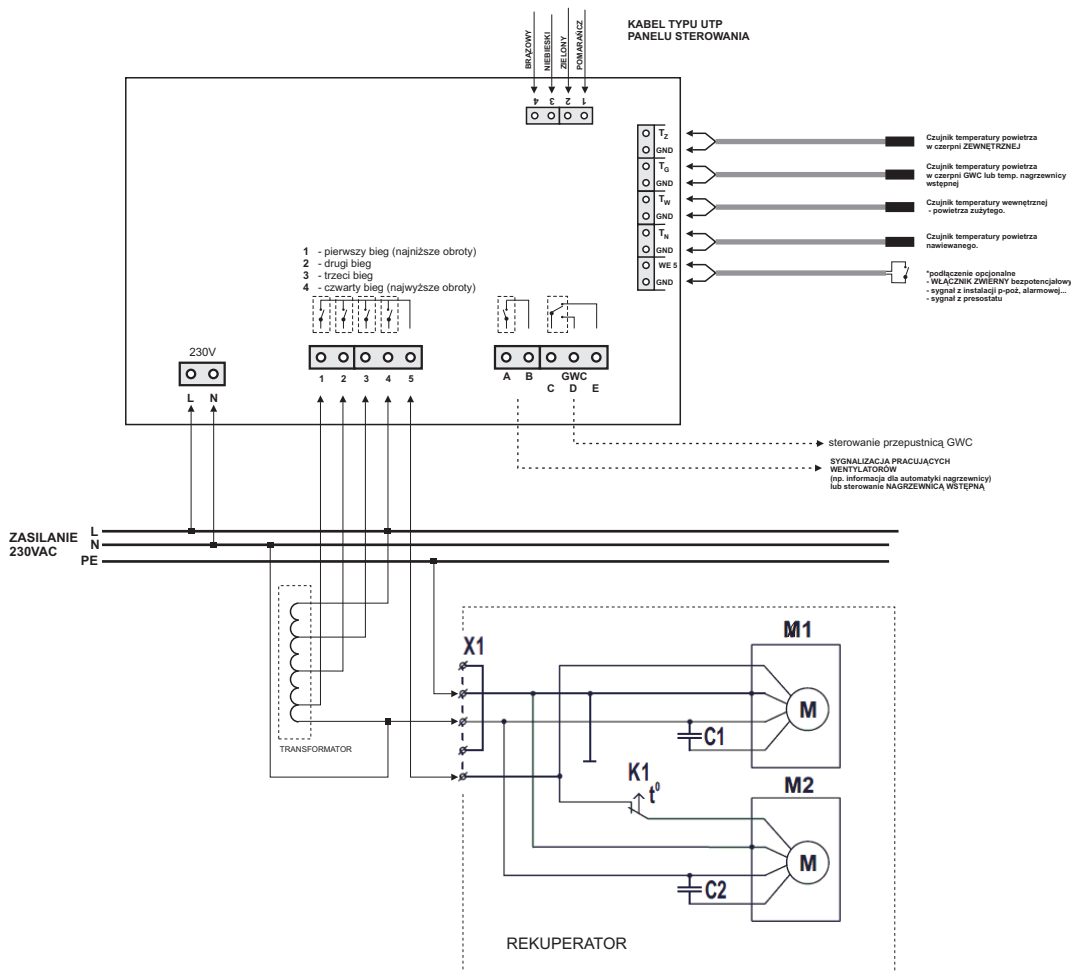 KABEL TYPU UTP
PANELU STEROWANIA
BRĄZOWY
NIEBIESKI
ZIELONY
POMARAŃCZ
4 3 2 1
TZ
GND
TG
GND
TW
GND
TN
GND
WE 5
GND
Czujnik temperatury powietrza
w czerpni ZEWNĘTRZNEJ
Czujnik temperatury powietrza
w czerpni GWC lub temp. nagrzewnicy
wstępnej
Czujnik temperatury wewnętrznej
- powietrza zużytego.
Czujnik temperatury powietrza
nawiewanego.
*podłączenie opcjonalne
- WŁĄCZNIK ZWIERNY bezpotencjałowy
- sygnał z instalacji p-poż, alarmowej...
- sygnał z presostatu
1 - pierwszy bieg (najniższe obroty)
2 - drugi bieg
3 - trzeci bieg
4 - czwarty bieg (najwyższe obroty)
230V
L N
1 2 3 4 5
A B GWC
C D E
sterowanie przepustnicą GWC
SYGNALIZACJA PRACUJĄCYCH
WENTYLATORÓW
(np. informacja dla automatyki nagrzewnicy)
lub sterowanie NAGRZEWNICĄ WSTĘPNĄ
ZASILANIE
230VAC
L
N
PE
TRANSFORMATOR
X1
M1
M
C1
K1
t°
M2
M
C2
REKUPERATOR